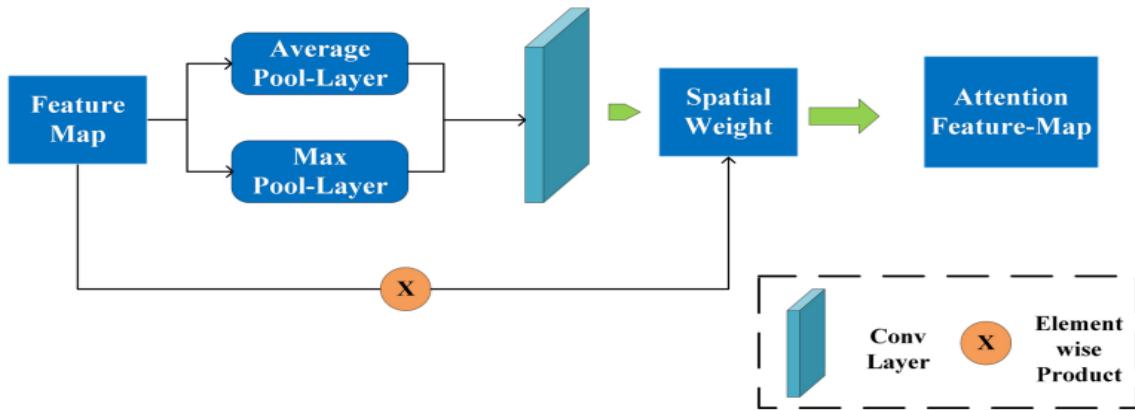 Feature
Map
Average
Pool-Layer
Max
Pool-Layer
Spatial
Weight
Attention
Feature-Map
X
Conv
Layer
X
Element
wise
Product